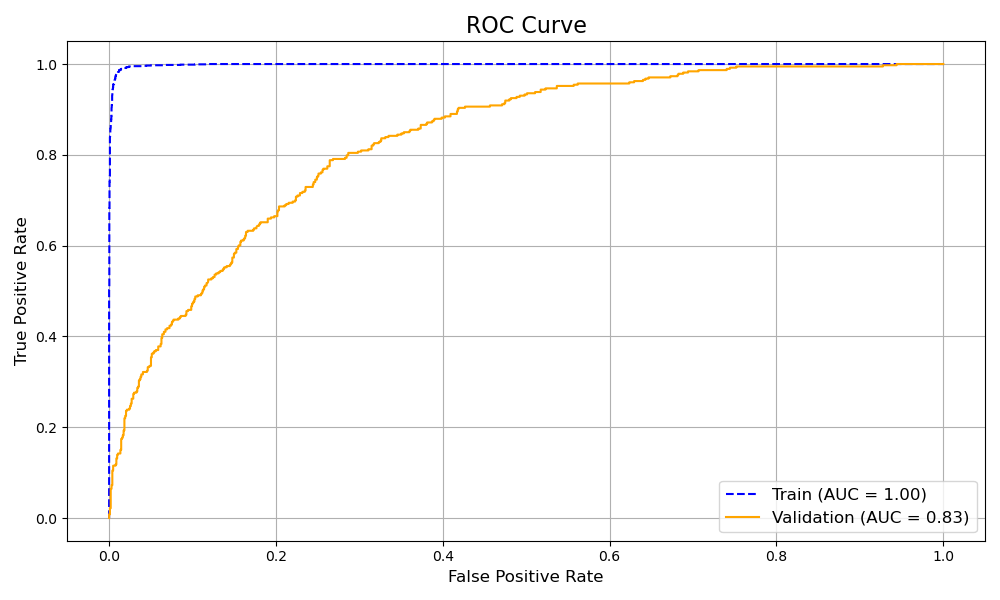 ROC Curve
True Positive Rate
1.0
0.8
0.6
0.4
0.2
0.0
Train (AUC = 1.00)
Validation (AUC = 0.83)
0.0 0.2 0.4 0.6 0.8 1.0
False Positive Rate